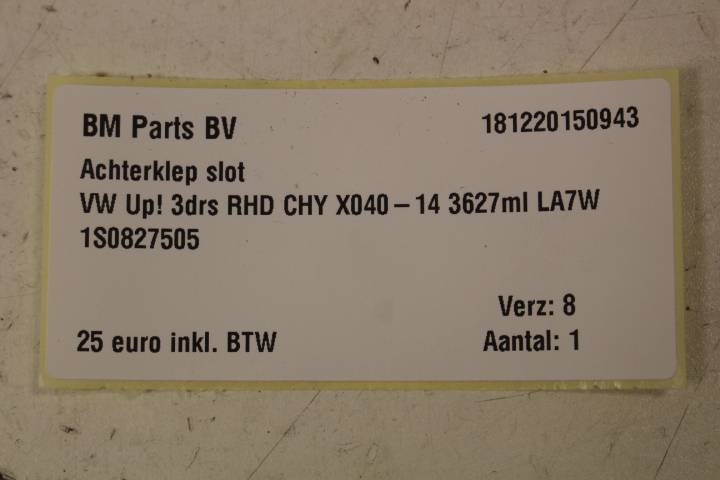 BM Parts BV 181220150943
Achterklep slot
VW Up! 3drs RHD CHY X040-14 3627ml LA7W
1S0827505
Verz: 8
25 euro inkl. BTW Aantal: 1